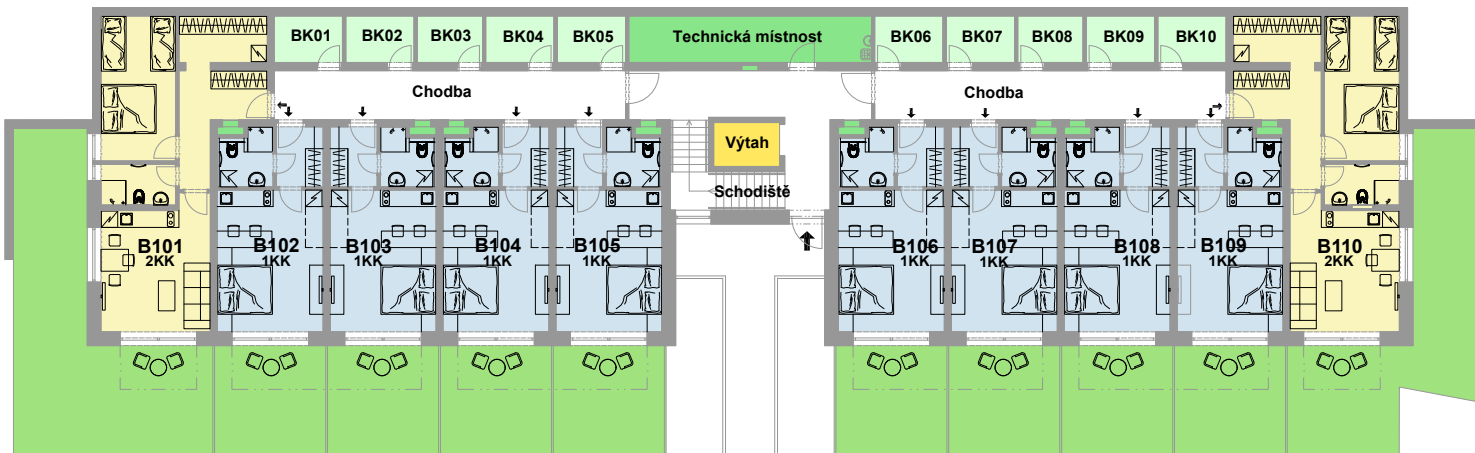 BK01
BK02
BK03
BK04
BK05
Technická místnost
BK06
BK07
BK08
BK09
BK10
Chodba
Chodba
Výtah
Schodiště
B101
2KK
B102
1KK
B103
1KK
B104
1KK
B105
1KK
B106
1KK
B107
1KK
B108
1KK
B109
1KK
B110
2KK